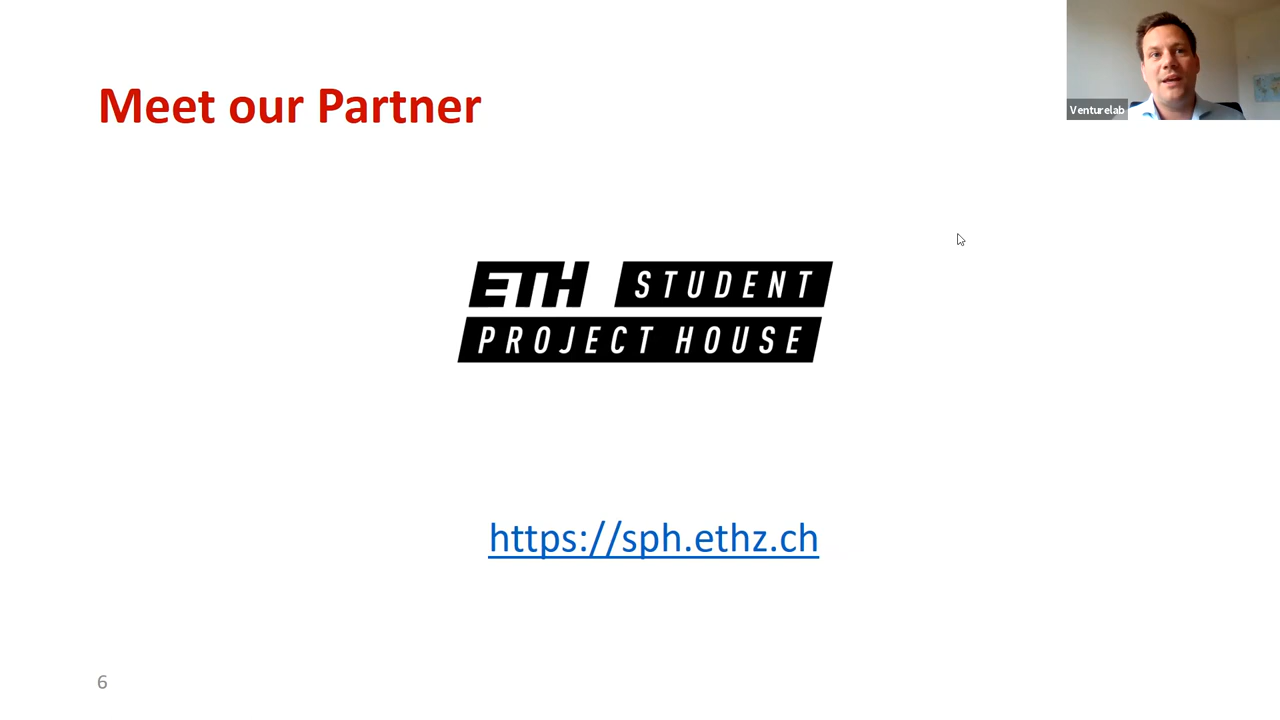 Meet our Partner
Venturelab
ETH STUDENT
PROJECT HOUSE
https://sph.ethz.ch
6